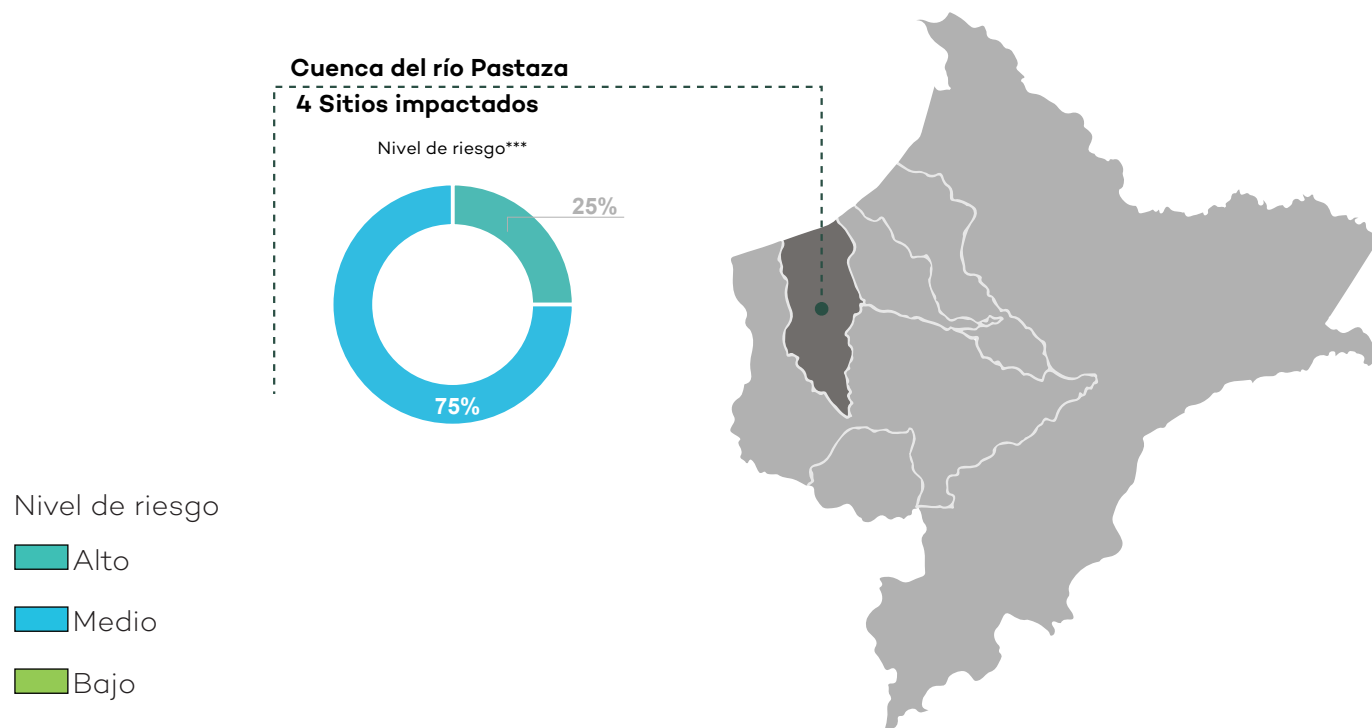 Cuenca del río Pastaza
4 Sitios impactados
Nivel de riesgo***
25%
75%
Nivel de riesgo
Alto
Medio
Bajo